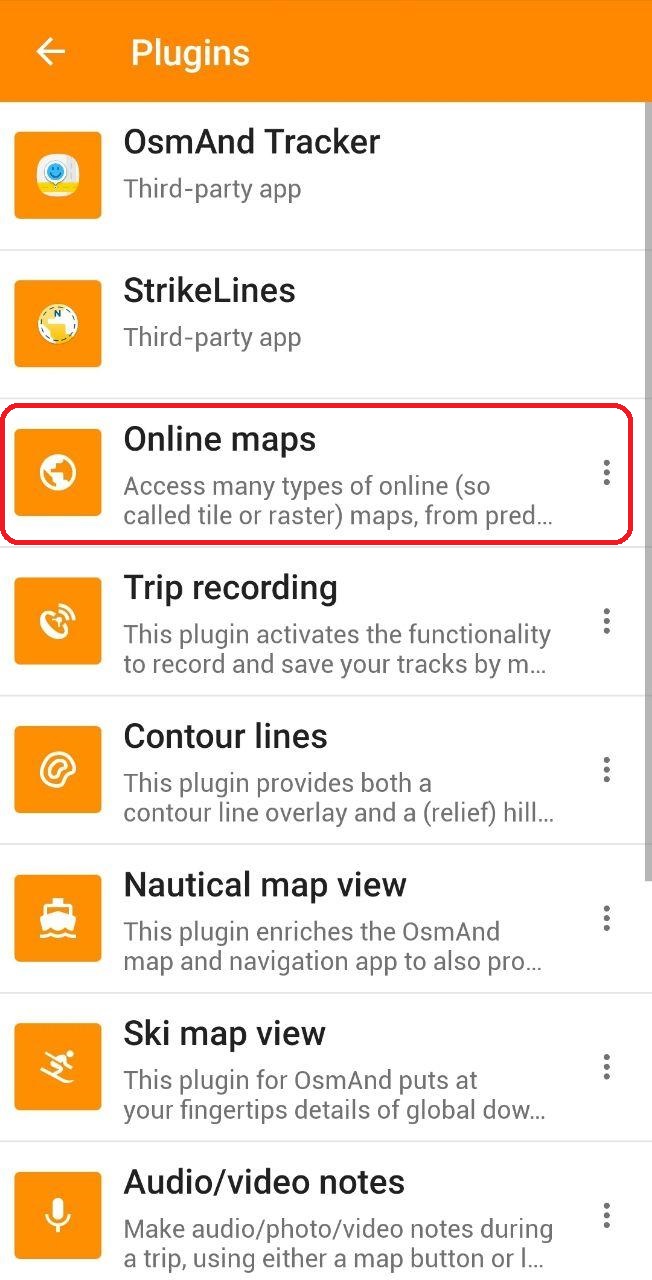 Plugins
OsmAnd Tracker
Third-party app
StrikeLines
Third-party app
N
Online maps
Access many types of online (so
called tile or raster) maps, from pred...
Trip recording
This plugin activates the functionality
to record and save your tracks by m...
Contour lines
This plugin provides both a
contour line overlay and a (relief) hill...
Nautical map view
This plugin enriches the OsmAnd
map and navigation app to also pro...
Ski map view
This plugin for OsmAnd puts at
your fingertips details of global dow...
Audio/video notes
Make audio/photo/video notes during
a trip, using either a map button or l...